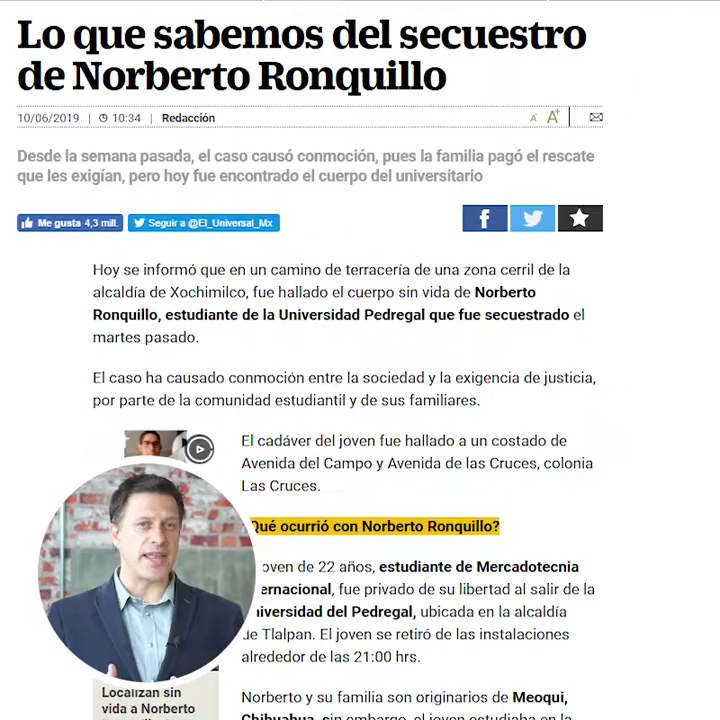 Lo que sabemos del secuestro
de Norberto Ronquillo
10/06/2019 | 10:34 | Redacción
A- A+
Desde la semana pasada, el caso causó conmoción, pues la familia pagó el rescate
que les exigían, pero hoy fue encontrado el cuerpo del universitario
Me gusta 4,3 mill. Seguir a @El_Universal_Mx
Hoy se informó que en un camino de terracería de una zona cerril de la
alcaldía de Xochimilco, fue hallado el cuerpo sin vida de Norberto
Ronquillo, estudiante de la Universidad Pedregal que fue secuestrado el
martes pasado.
El caso ha causado conmoción entre la sociedad y la exigencia de justicia,
por parte de la comunidad estudiantil y de sus familiares.
El cadáver del joven fue hallado a un costado de
Avenida del Campo y Avenida de las Cruces, colonia
Las Cruces.
Qué ocurrió con Norberto Ronquillo?
oven de 22 años, estudiante de Mercadotecnia
ernacional, fue privado de su libertad al salir de la
iversidad del Pedregal, ubicada en la alcaldía
de Tlalpan. El joven se retiró de las instalaciones
alrededor de las 21:00 hrs.
Localizan sin
vida a Norberto
Norberto y su familia son originarios de Meoqui,
Chihuahua, sin embargo, el joven estudiaba en la